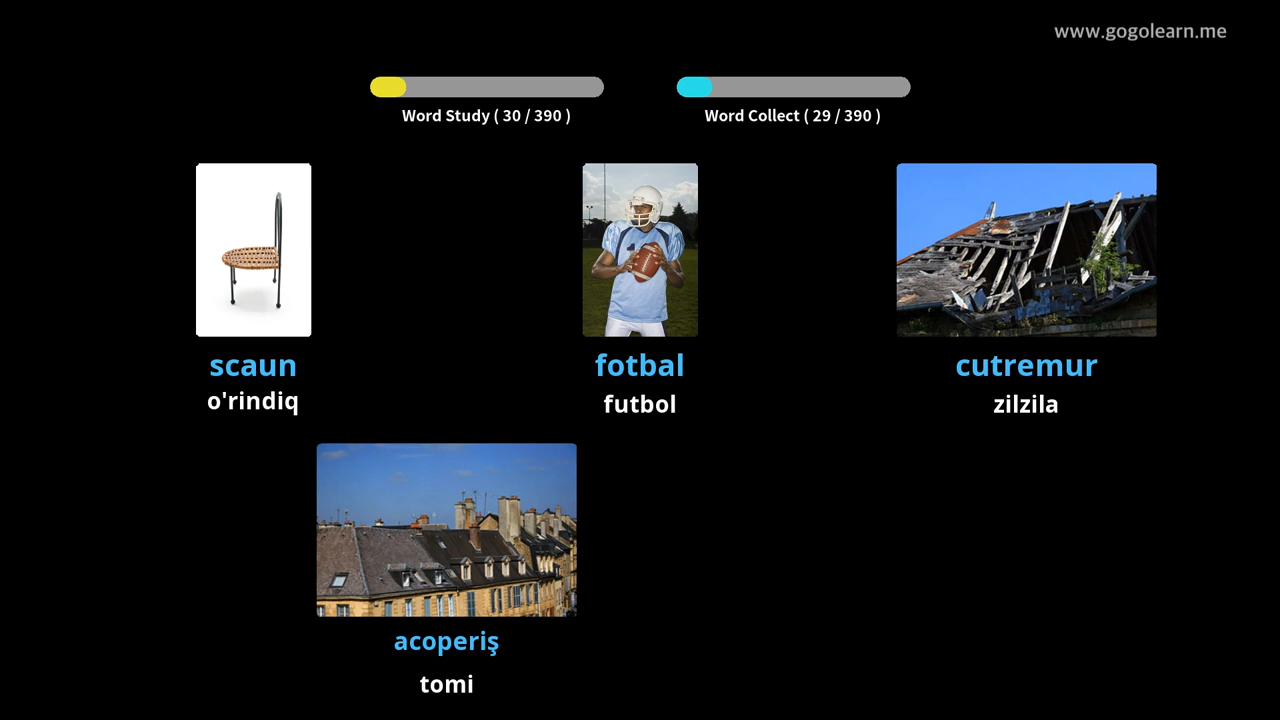 www.gogolearn.me
Word Study ( 30 / 390 )
Word Collect ( 29 / 390 )
scaun
fotbal
cutremur
o'rindiq
futbol
zilzila
acoperiş
tomi